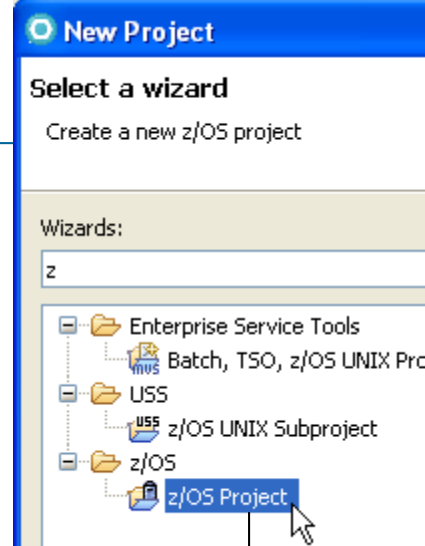 New Project
Select a wizard
Create a new z/OS project
Wizards:
z
Enterprise Service Tools
Batch, TSO, z/OS UNIX Pro
USS
z/OS UNIX Subproject
z/OS
z/OS Project